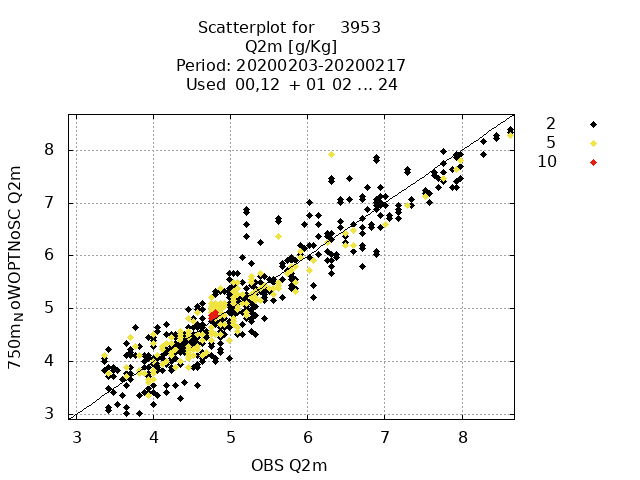 Scatterplot for 3953
Q2m [g/Kg]
Period: 20200203-20200217
Used 00,12 + 01 02 ... 24
2
5
10
750m_NoWOPTNoSC Q2m
8
7
6
5
4
3
3 4 5 6 7 8
OBS Q2m